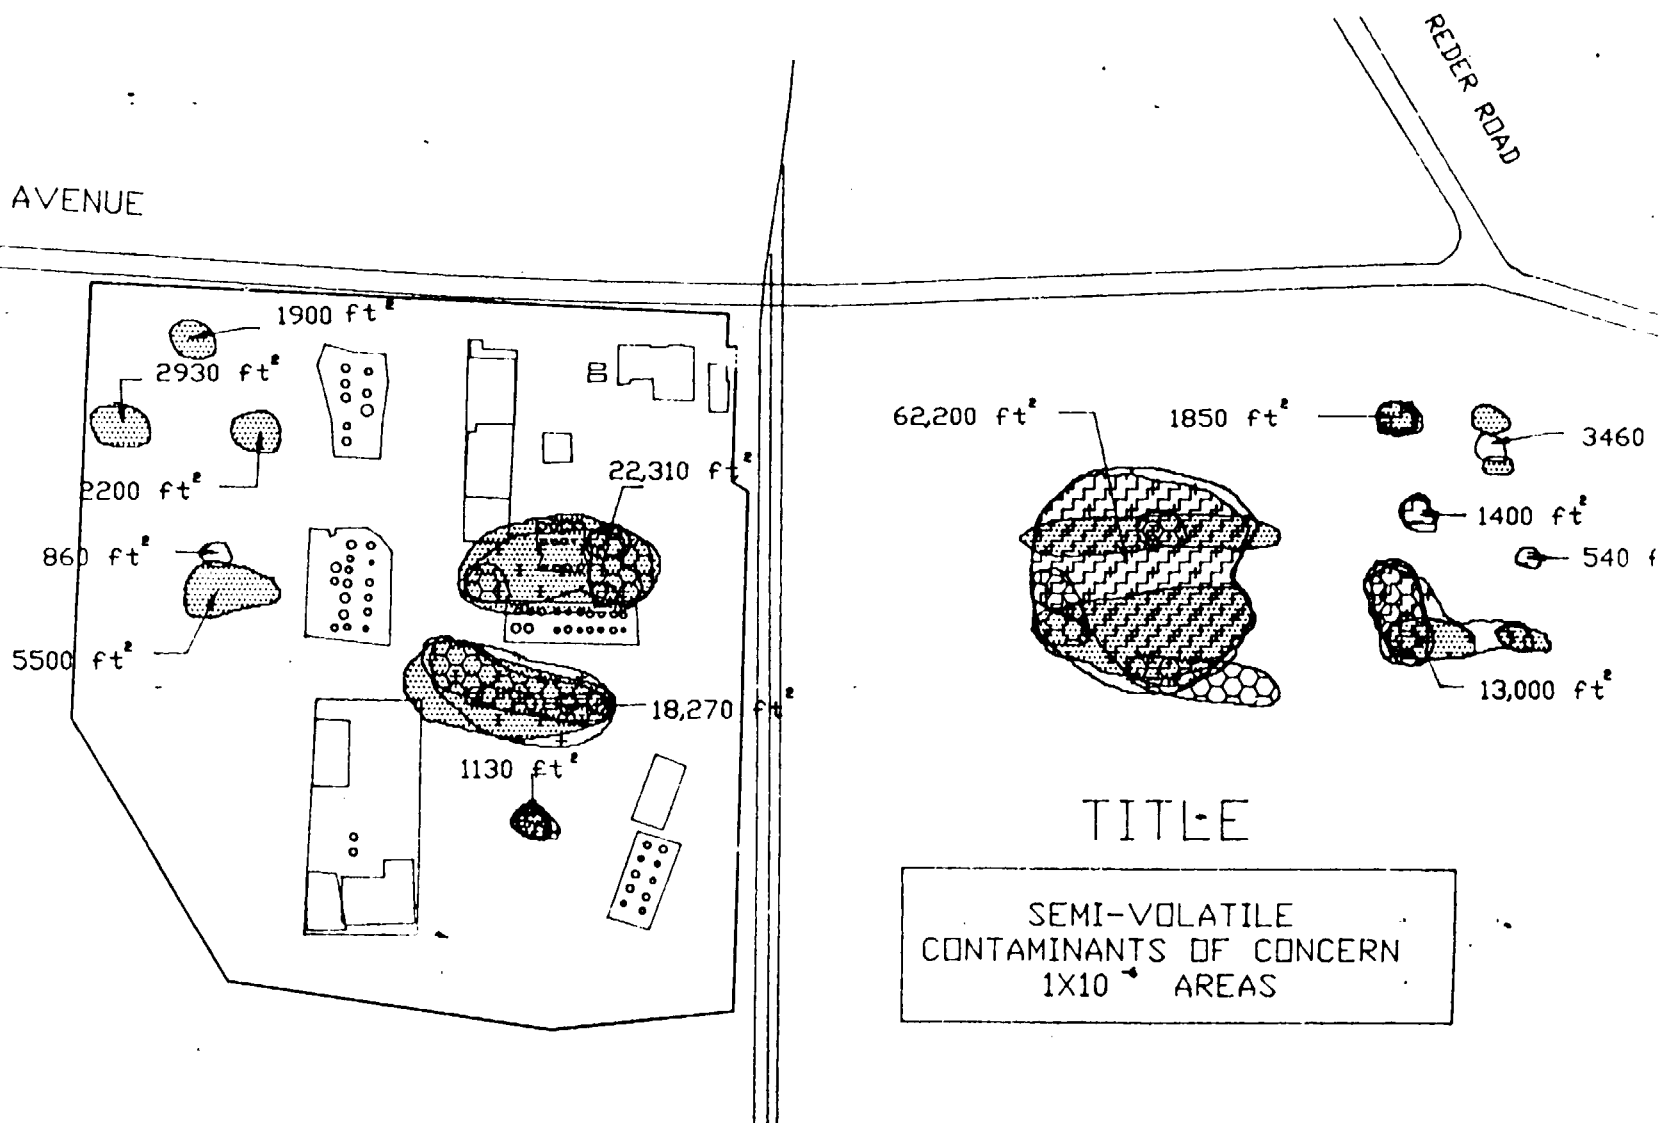 REDER ROAD
AVENUE
1900 ft²
2930 ft²
2200 ft²
22,310 ft²
860 ft²
5500 ft²
18,270 ft²
1130 ft²
62,200 ft²
1850 ft²
3460
1400 ft²
540 f
13,000 ft²
TITLE
SEMI-VOLATILE
CONTAMINANTS OF CONCERN
1X10 AREAS